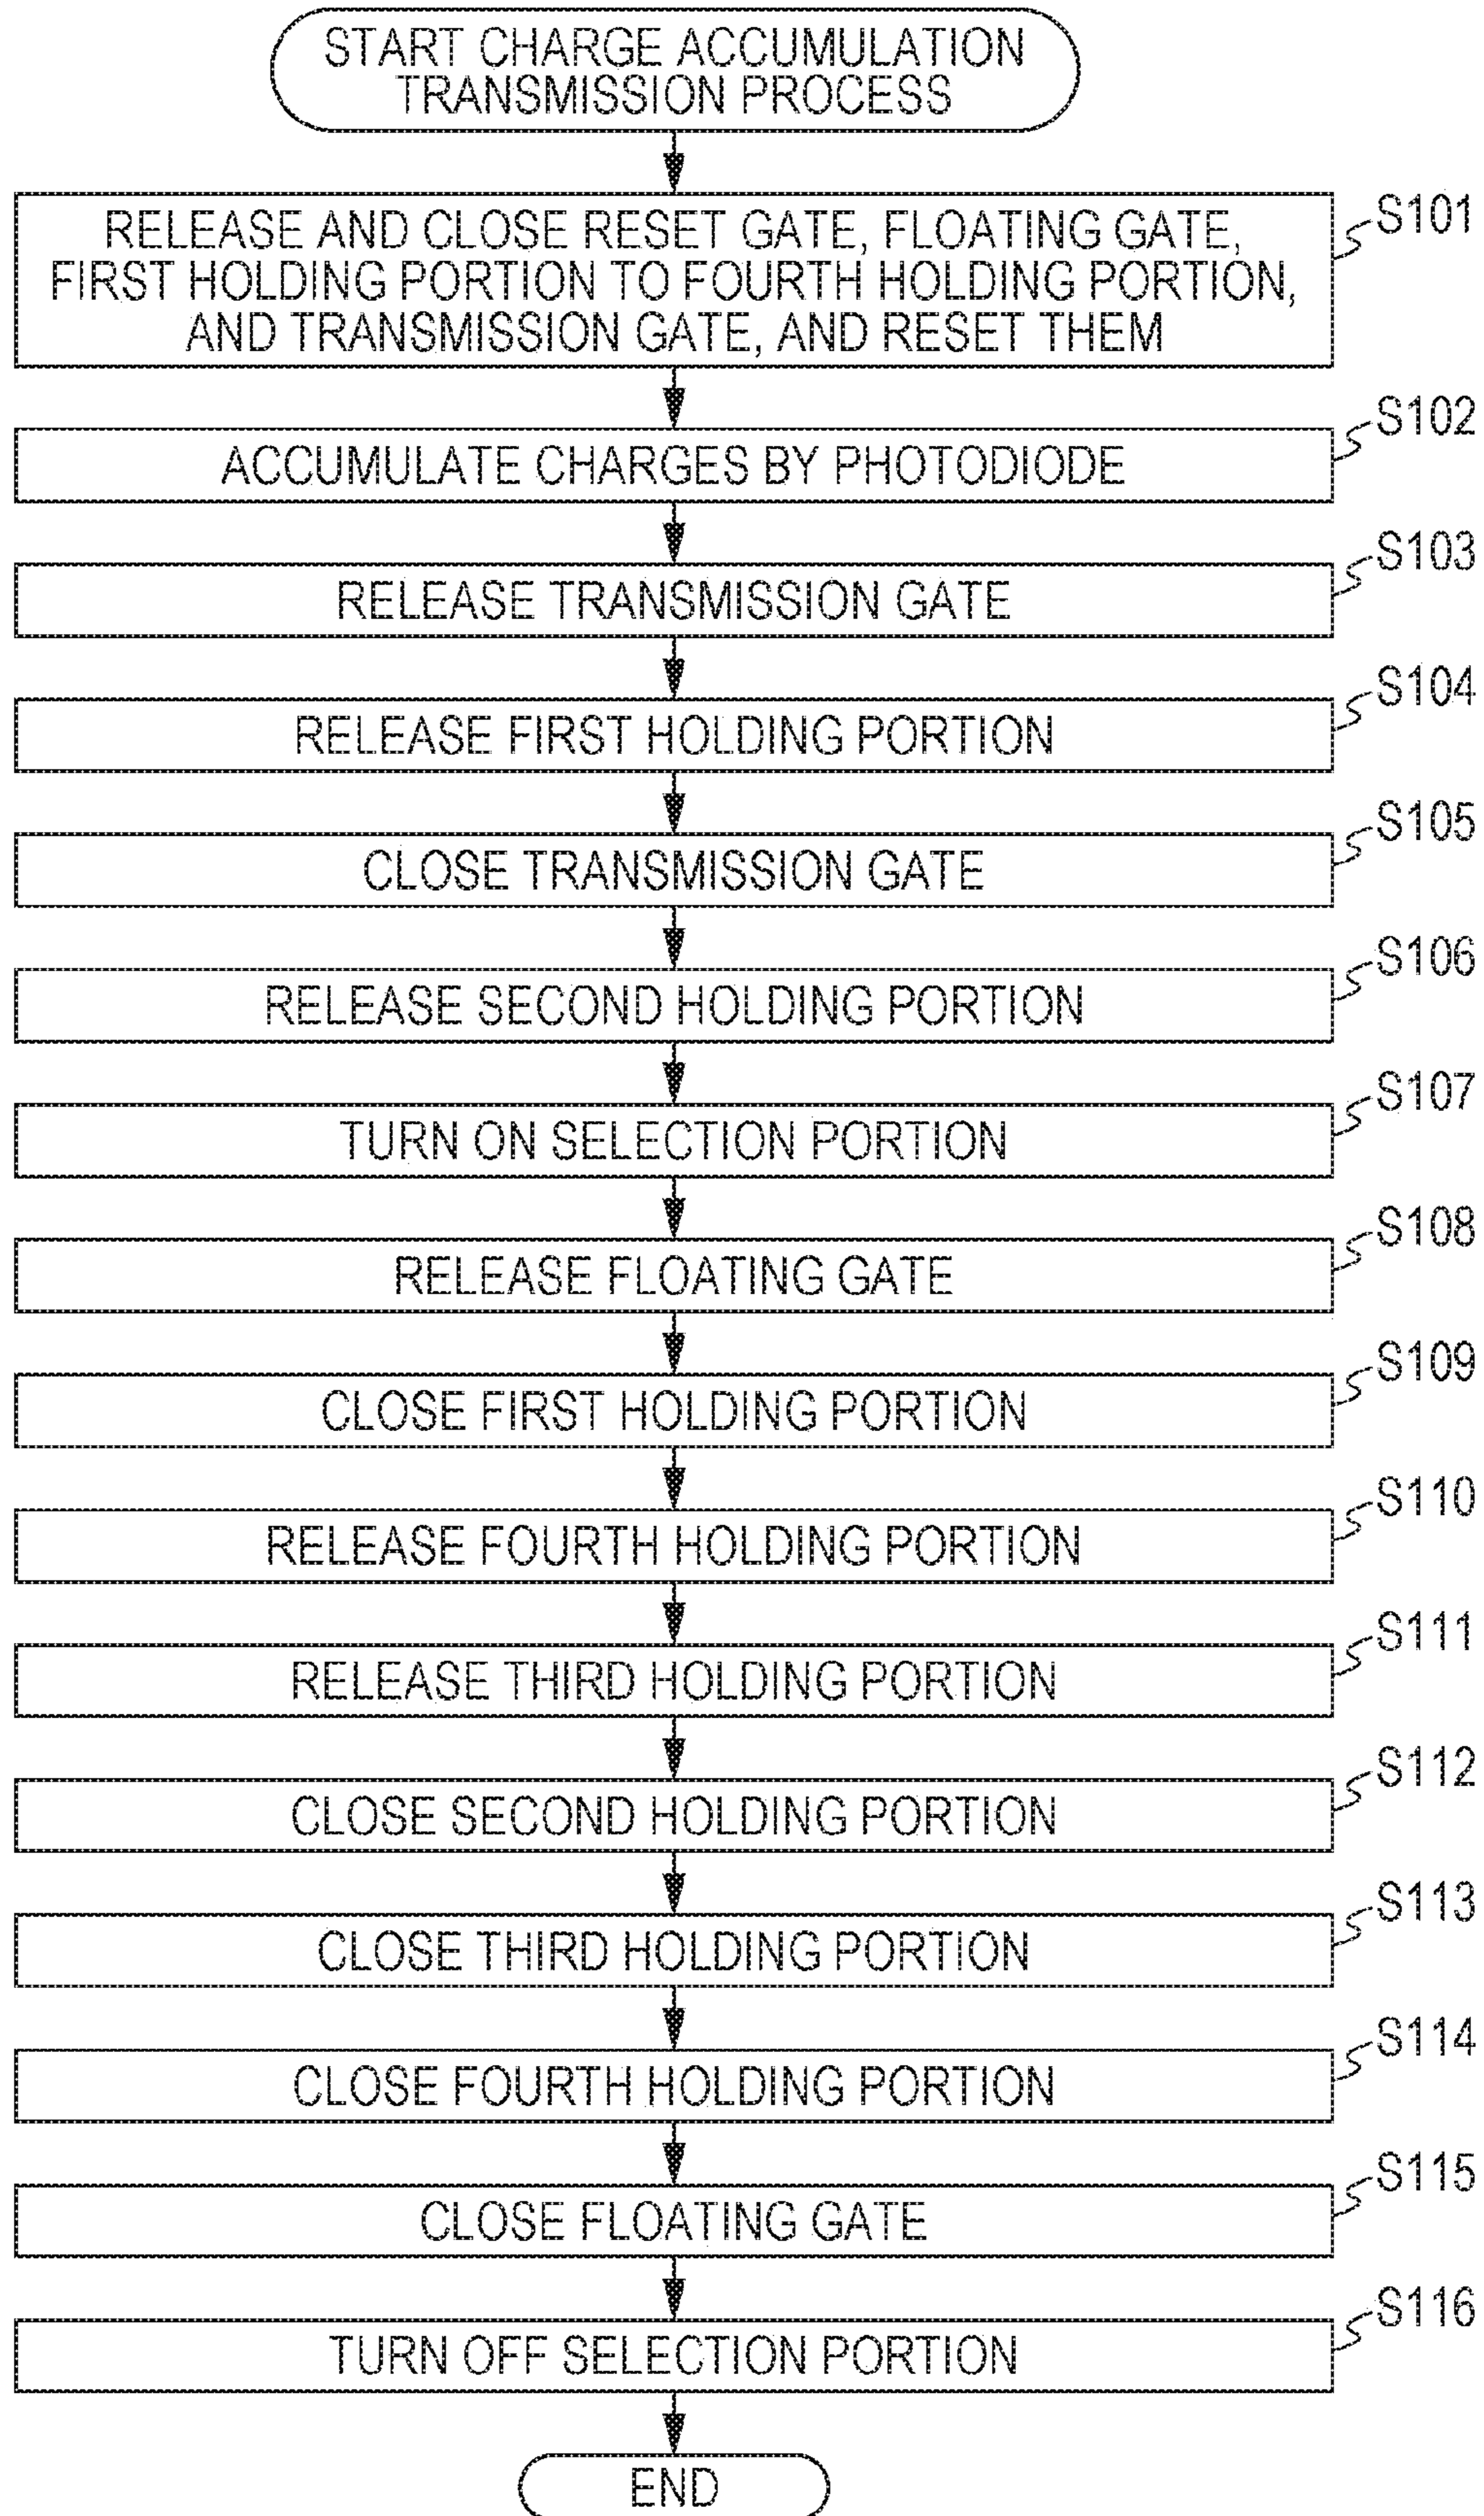 START CHARGE ACCUMULATION
TRANSMISSION PROCESS
S101
RELEASE AND CLOSE RESET GATE, FLOATING GATE,
FIRST HOLDING PORTION TO FOURTH HOLDING PORTION,
AND TRANSMISSION GATE, AND RESET THEM
S102
ACCUMULATE CHARGES BY PHOTODIODE
S103
RELEASE TRANSMISSION GATE
S104
RELEASE FIRST HOLDING PORTION
S105
CLOSE TRANSMISSION GATE
S106
RELEASE SECOND HOLDING PORTION
S107
TURN ON SELECTION PORTION
S108
RELEASE FLOATING GATE
S109
CLOSE FIRST HOLDING PORTION
S110
RELEASE FOURTH HOLDING PORTION
S111
RELEASE THIRD HOLDING PORTION
S112
CLOSE SECOND HOLDING PORTION
S113
CLOSE THIRD HOLDING PORTION
S114
CLOSE FOURTH HOLDING PORTION
S115
CLOSE FLOATING GATE
S116
TURN OFF SELECTION PORTION
END